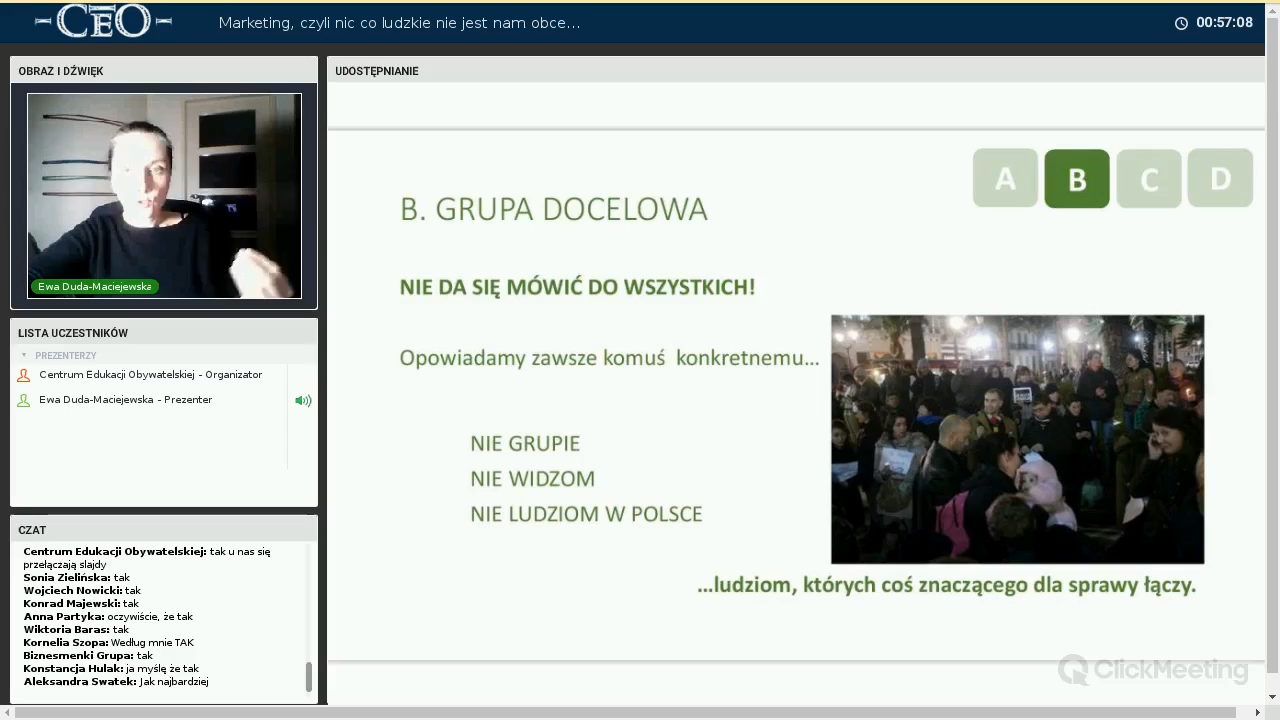 CEO
Marketing, czyli nic co ludzkie nie jest nam obce...
00:57:08
OBRAZ I DŹWIĘK
Ewa Duda-Maciejewska
LISTA UCZESTNIKÓW
PREZENTERZY
Centrum Edukacji Obywatelskiej - Organizator
Ewa Duda-Maciejewska - Prezenter
CZAT
Centrum Edukacji Obywatelskiej: tak u nas się
przełączają slajdy
Sonia Zielińska: tak
Wojciech Nowicki: tak
Konrad Majewski: tak
Anna Partyka: oczywiście, że tak
Wiktoria Baras: tak
Kornelia Szopa: Według mnie TAK
Biznesmenki Grupa: tak
Konstancja Hulak: ja myślę że tak
Aleksandra Swatek: Jak najbardziej
UDOSTĘPNIANIE
A B C D
B. GRUPA DOCELOWA
NIE DA SIĘ MÓWIĆ DO WSZYSTKICH!
Opowiadamy zawsze komuś konkretnemu...
NIE GRUPIE
NIE WIDZOM
NIE LUDZIOM W POLSCE
...ludziom, których coś znaczącego dla sprawy łączy.
ClickMeeting